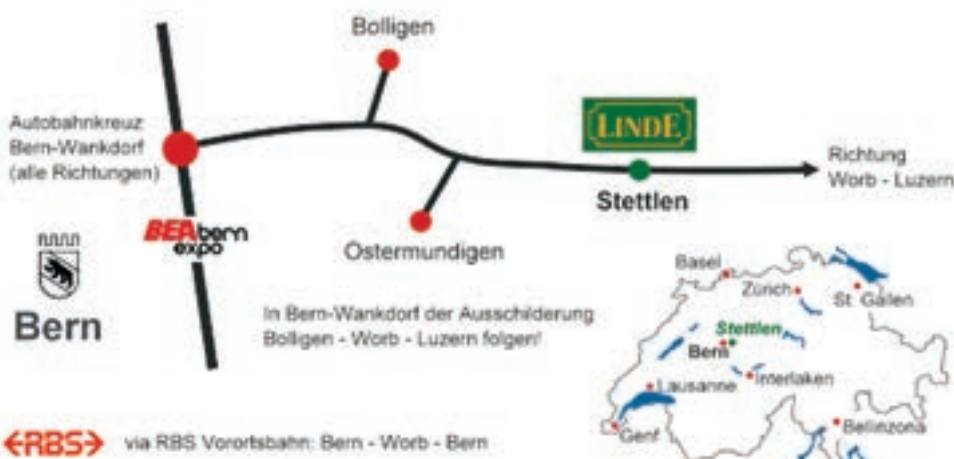 Bolligen
Autobahnkreuz
Bern-Wankdorf
(alle Richtungen)
LINDE
Richtung
Worb - Luzern
Stettlen
BEA bern
expo
Ostermundigen
Bern
In Bern-Wankdorf der Ausschilderung
Bolligen - Worb - Luzern folgen!
Basel
Zürich
St. Gallen
Stettlen
Bern
Interlaken
Lausanne
Genf
Bellinzona
RBS
via RBS Vorortsbahn: Bern - Worb - Bern